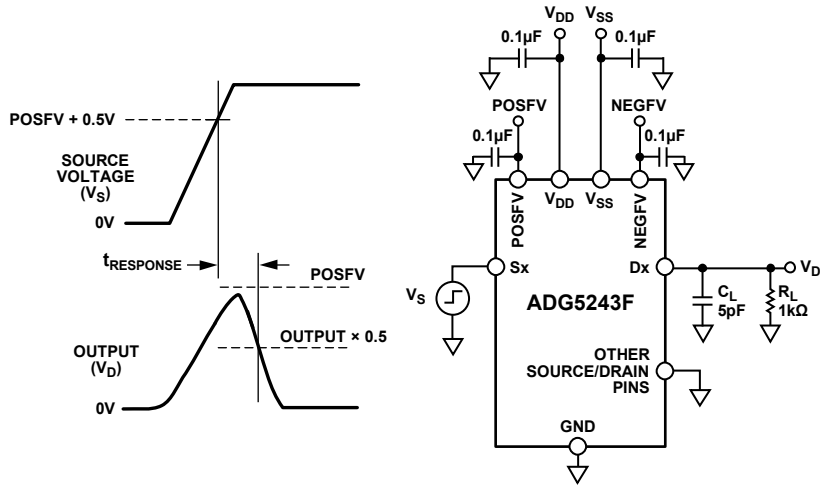 POSFV + 0.5V
SOURCE
VOLTAGE
(VS)
0V
tRESPONSE
POSFV
OUTPUT × 0.5
OUTPUT
(VD)
0V
VDD
VSS
0.1µF
0.1µF
POSFV
NEGFV
0.1µF
0.1µF
POSFV
VDD
VSS
NEGFV
Sx
Dx
VD
VS
ADG5243F
CL
5pF
RL
1kΩ
OTHER
SOURCE/DRAIN
PINS
GND